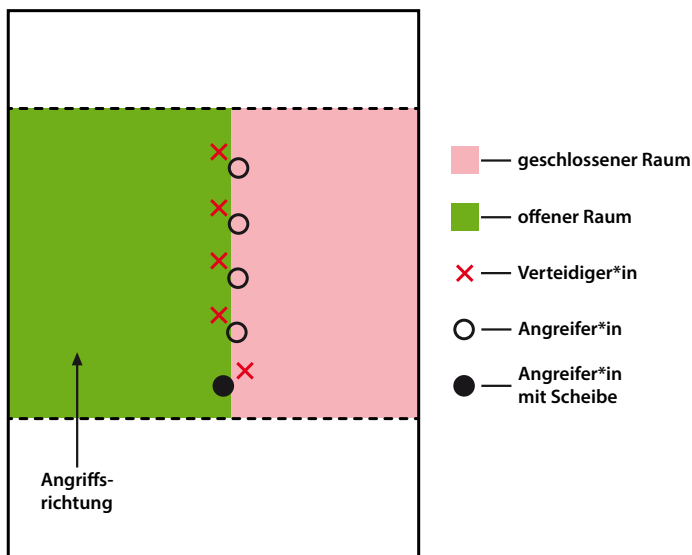 geschlossener Raum
offener Raum
Verteidiger*in
Angreifer*in
Angreifer*in
mit Scheibe
Angriffs-
richtung